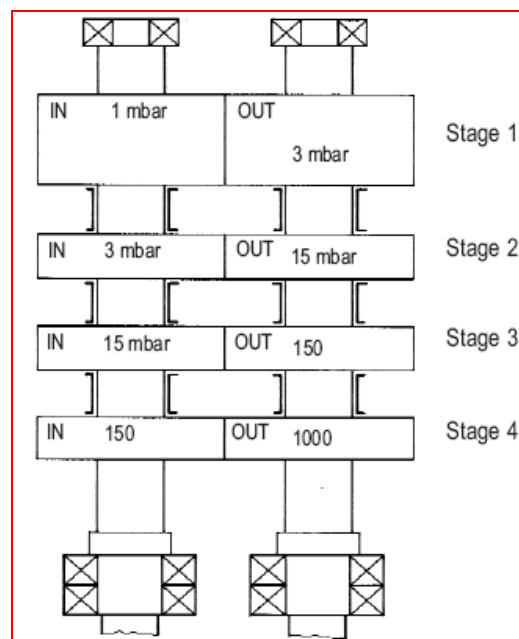 IN 1 mbar OUT
3 mbar
Stage 1
IN 3 mbar OUT 15 mbar Stage 2
IN 15 mbar OUT 150 Stage 3
IN 150 OUT 1000 Stage 4